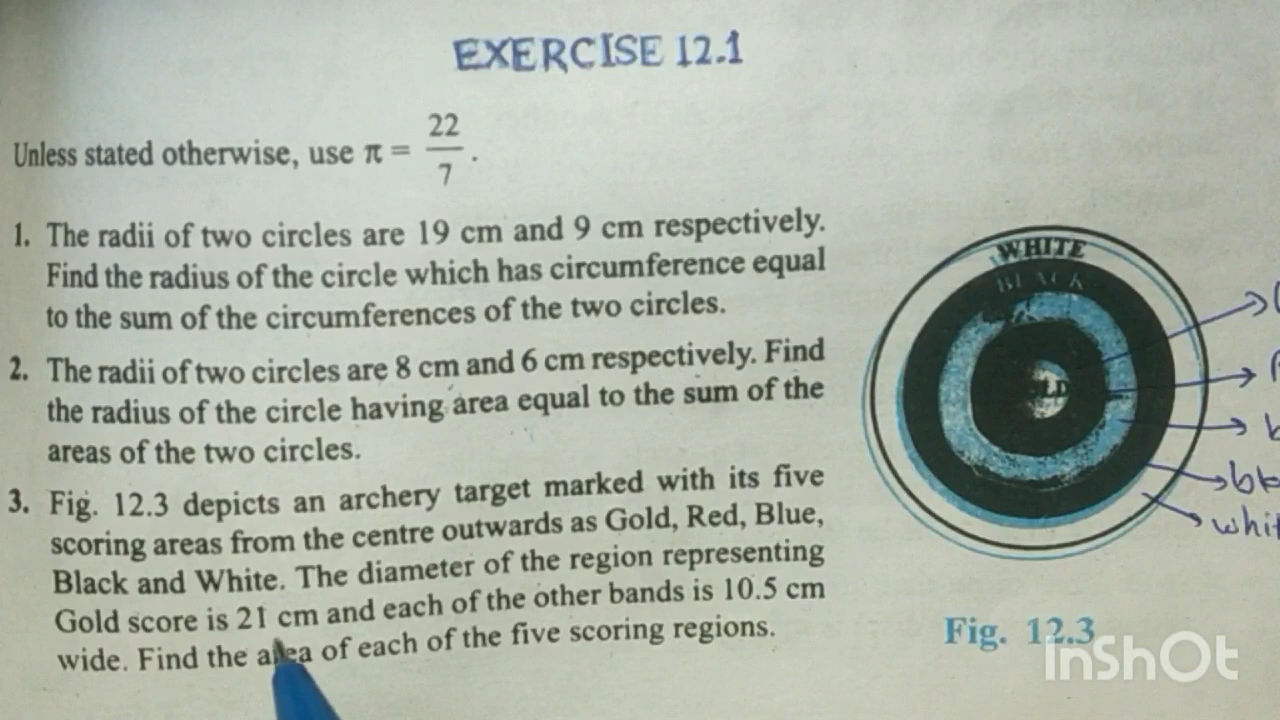 EXERCISE 12.1
Unless stated otherwise, use π = 22/7.
1. The radii of two circles are 19 cm and 9 cm respectively.
Find the radius of the circle which has circumference equal
to the sum of the circumferences of the two circles.
2. The radii of two circles are 8 cm and 6 cm respectively. Find
the radius of the circle having area equal to the sum of the
areas of the two circles.
3. Fig. 12.3 depicts an archery target marked with its five
scoring areas from the centre outwards as Gold, Red, Blue,
Black and White. The diameter of the region representing
Gold score is 21 cm and each of the other bands is 10.5 cm
wide. Find the area of each of the five scoring regions.
WHITE
BLACK
Fig. 12.3
InShOt